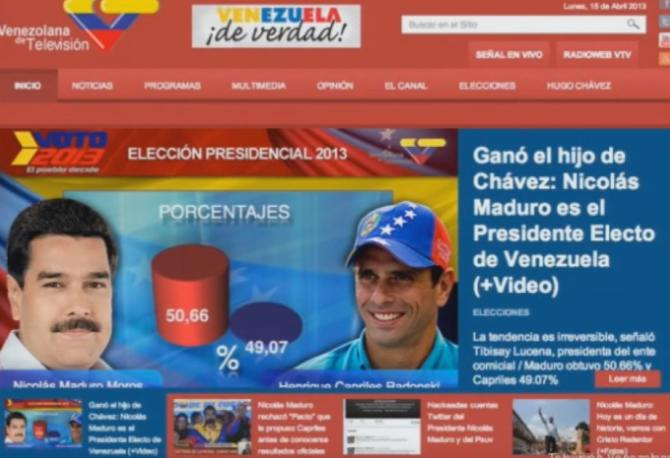 Lunes, 15 de Abril 2013
Venezolana
de Televisión
VENEZUELA
¡de verdad!
Buscar en el Sitio
SEÑAL EN VIVO
RADIOWEB VTV
INICIO
NOTICIAS
PROGRAMAS
MULTIMEDIA
OPINIÓN
EL CANAL
ELECCIONES
HUGO CHÁVEZ
VOTO
2013
El pueblo decide
ELECCIÓN PRESIDENCIAL 2013
PORCENTAJES
50,66
% 49,07
Nicolás Maduro Moros
Henrique Capriles Radonski
Ganó el hijo de
Chávez: Nicolás
Maduro es el
Presidente Electo
de Venezuela
(+Video)
ELECCIONES
La tendencia es irreversible, señaló
Tibisay Lucena, presidenta del ente
comicial / Maduro obtuvo 50.66% y
Capriles 49.07%
Leer más
Ganó el hijo de
Chávez: Nicolás
Maduro es el
Presidente Electo de
Venezuela (+Video)
Nicolás Maduro
rechazó "Pacto" que
le propuso Capriles
antes de conocerse
resultados oficiales
Hackeadas cuentas
Twitter del
Presidente Nicolás
Maduro y del Psuv
Nicolás Maduro:
Hoy es un día de
historia, vamos con
Cristo Redentor
(+Fotos)